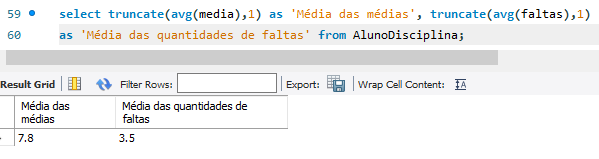 59 select truncate(avg(media),1) as 'Média das médias', truncate(avg(faltas),1)
60 as 'Média das quantidades de faltas' from AlunoDisciplina;
Result Grid Filter Rows: Export: Wrap Cell Content: IA
Média das médias
Média das quantidades de faltas
7.8 3.5